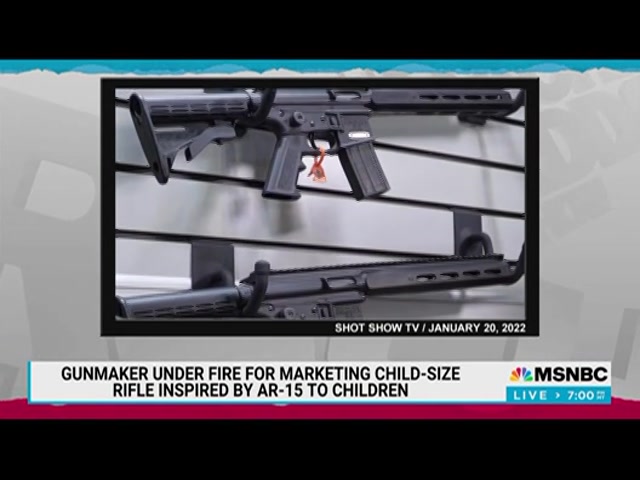 SHOT SHOW TV / JANUARY 20, 2022
GUNMAKER UNDER FIRE FOR MARKETING CHILD-SIZE
RIFLE INSPIRED BY AR-15 TO CHILDREN
MSNBC
LIVE > 7:00